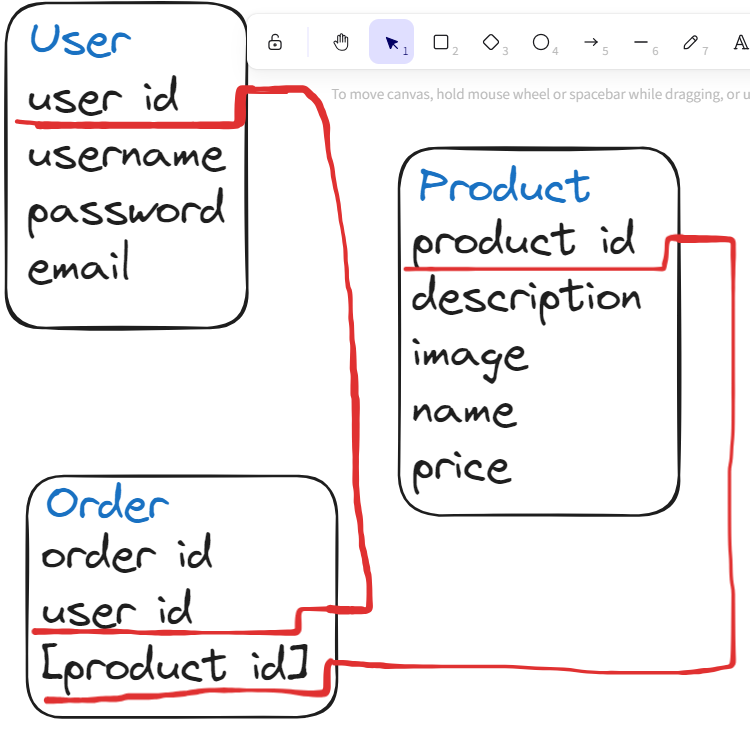 User
user id
username
password
email
1
2
3
4
5
6
7
A
To move canvas, hold mouse wheel or spacebar while dragging, or u
Product
product id
description
image
name
price
Order
order id
user id
[product id]